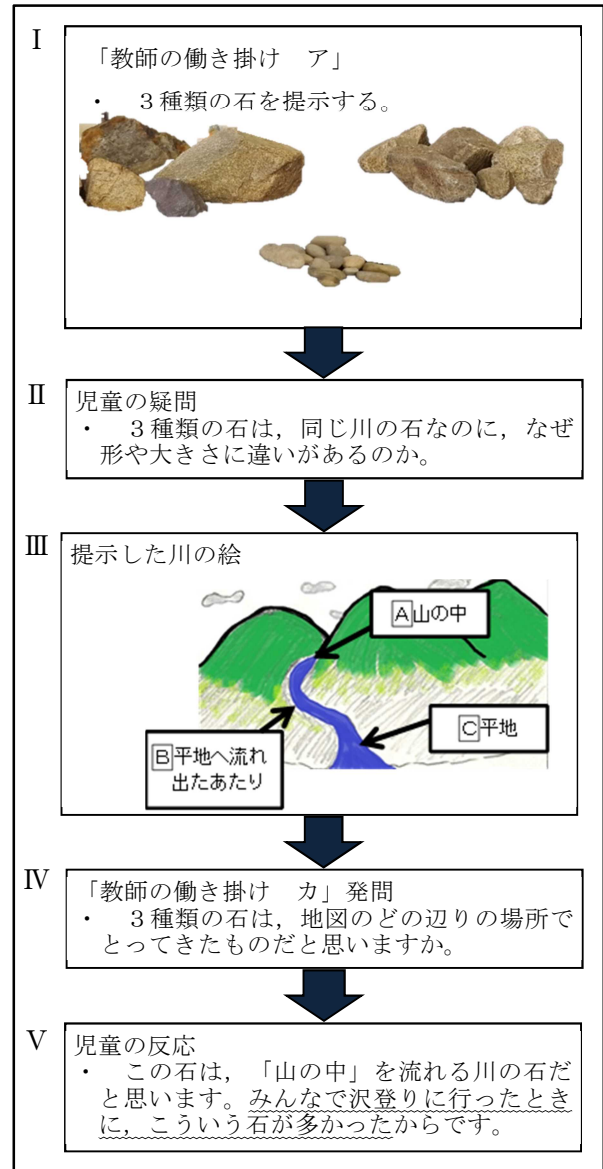 Ⅰ
「教師の働き掛け　ア」
・　３種類の石を提示する。
Ⅱ
児童の疑問
・　３種類の石は，同じ川の石なのに，なぜ
形や大きさに違いがあるのか。
Ⅲ
提示した川の絵
A山の中
B平地へ流れ
出たあたり
C平地
Ⅳ
「教師の働き掛け　カ」発問
・　３種類の石は，地図のどの辺りの場所で
とってきたものだと思いますか。
Ⅴ
児童の反応
・　この石は，「山の中」を流れる川の石だ
と思います。みんなで沢登りに行ったとき
に，こういう石が多かったからです。